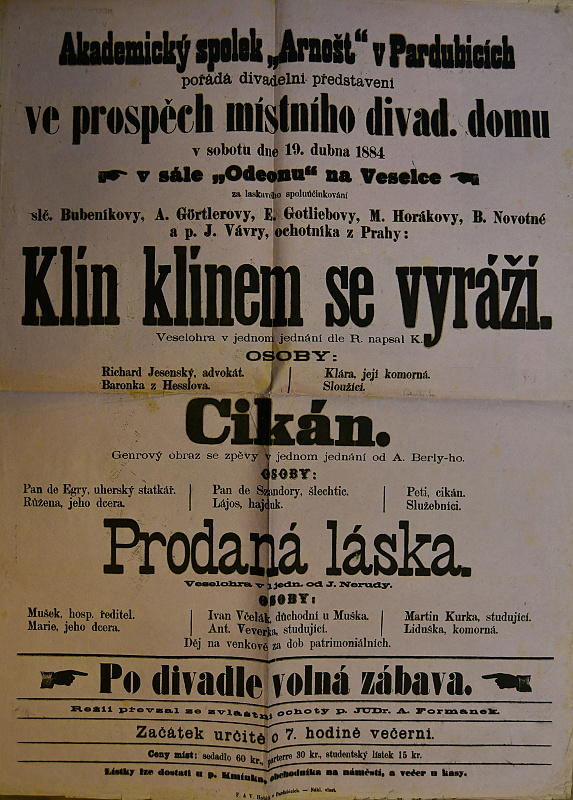 Akademický spolek „Arnošt“ v Pardubicích
pořádá divadelní představení
ve prospěch místního divad. domu
v sobotu dne 19. dubna 1884
v sále „Odeonu“ na Veselce
za laskavého spoluúčinkování
slč. Bubeníkovy, A. Görtlerovy, E. Gotliebovy, M. Horákovy, B. Novotné
a p. J. Vávry, ochotníka z Prahy:
Klín klínem se vyráží.
Veselohra v jednom jednání dle R. napsal K.
OSOBY:
Richard Jesenský, advokát. Klára, její komorná.
Baronka z Hesslova. Sloužící.
Cikán.
Genrový obraz se zpěvy v jednom jednání od A. Berly-ho.
OSOBY:
Pan de Egry, uherský statkář. Pan de Szandory, šlechtic. Peti, cikán.
Růžena, jeho dcera. Lájos, hajduk. Služebníci.
Prodaná láska.
Veselohra v 1 jedn. od J. Nerudy.
OSOBY:
Mušek, hosp. ředitel. Ivan Včelák, důchodní u Muška. Martin Kurka, studující.
Marie, jeho dcera. Ant. Veverka, studující. Liduška, komorná.
Děj na venkově za dob patrimoniálních.
Po divadle volná zábava.
Režii převzal ze zvláštní ochoty p. JUDr. A. Formánek.
Začátek určitě o 7. hodině večerní.
Ceny míst: sedadlo 60 kr., parterre 30 kr., studentský lístek 15 kr.
Lístky lze dostati u p. Kmínka, obchodníka na náměstí, a večer u kasy.
F. & V. v Pardubicích. — Nákl. vlast.